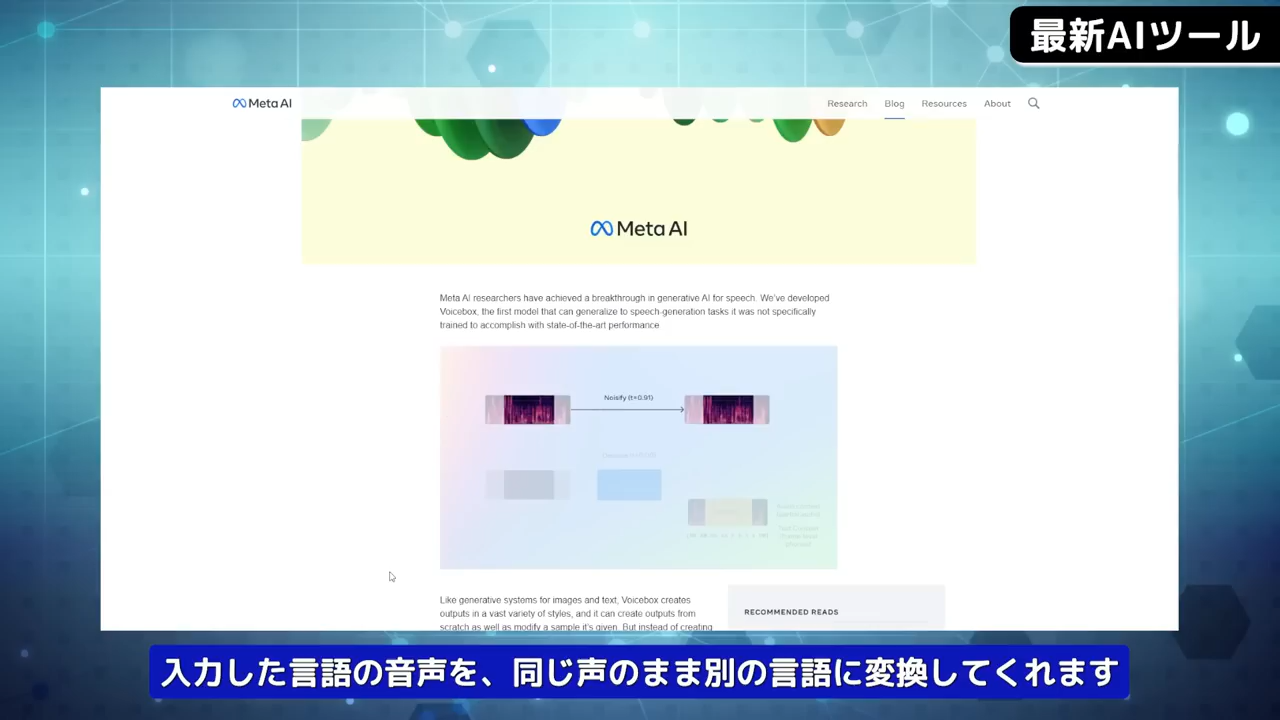 最新AIツール
Meta AI
Research
Blog
Resources
About
Meta AI
Meta AI researchers have achieved a breakthrough in generative AI for speech. We've developed
Voicebox, the first model that can generalize to speech-generation tasks it was not specifically
trained to accomplish with state-of-the-art performance
Noisify (t=0.91)
Like generative systems for images and text, Voicebox creates
outputs in a vast variety of styles, and it can create outputs from
scratch as well as modify a sample it's given. But instead of creating
RECOMMENDED READS
入力した言語の音声を、同じ声のまま別の言語に変換してくれます